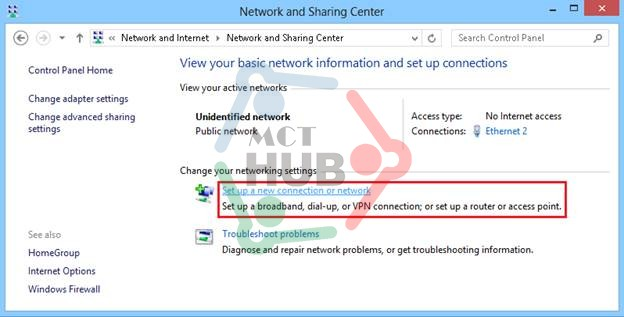 Network and Sharing Center
Network and Internet Network and Sharing Center
Search Control Panel
Control Panel Home
Change adapter settings
Change advanced sharing
settings
See also
HomeGroup
Internet Options
Windows Firewall
View your basic network information and set up connections
View your active networks
Unidentified network
Public network
Access type: No Internet access
Connections: Ethernet 2
Change your networking settings
Set up a new connection or network
Set up a broadband, dial-up, or VPN connection; or set up a router or access point.
Troubleshoot problems
Diagnose and repair network problems, or get troubleshooting information.
MCT
HUB